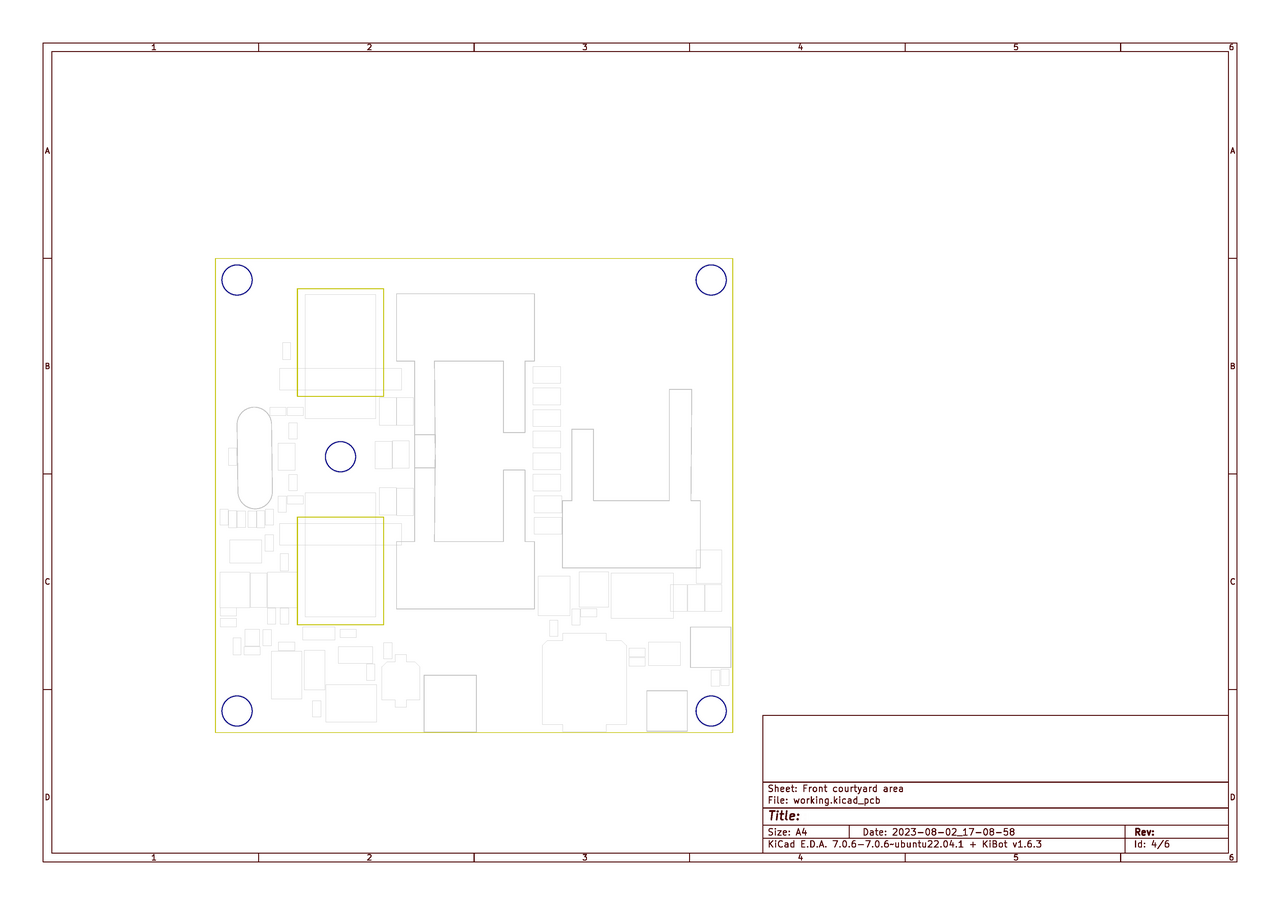 1 2 3 4 5 6
A A
B B
C C
D D
Sheet: Front courtyard area
File: working.kicad_pcb
Title:
Size: A4 Date: 2023-08-02_17-08-58 Rev:
KiCad E.D.A. 7.0.6-7.0.6~ubuntu22.04.1 + KiBot v1.6.3 Id: 4/6
1 2 3 4 5 6